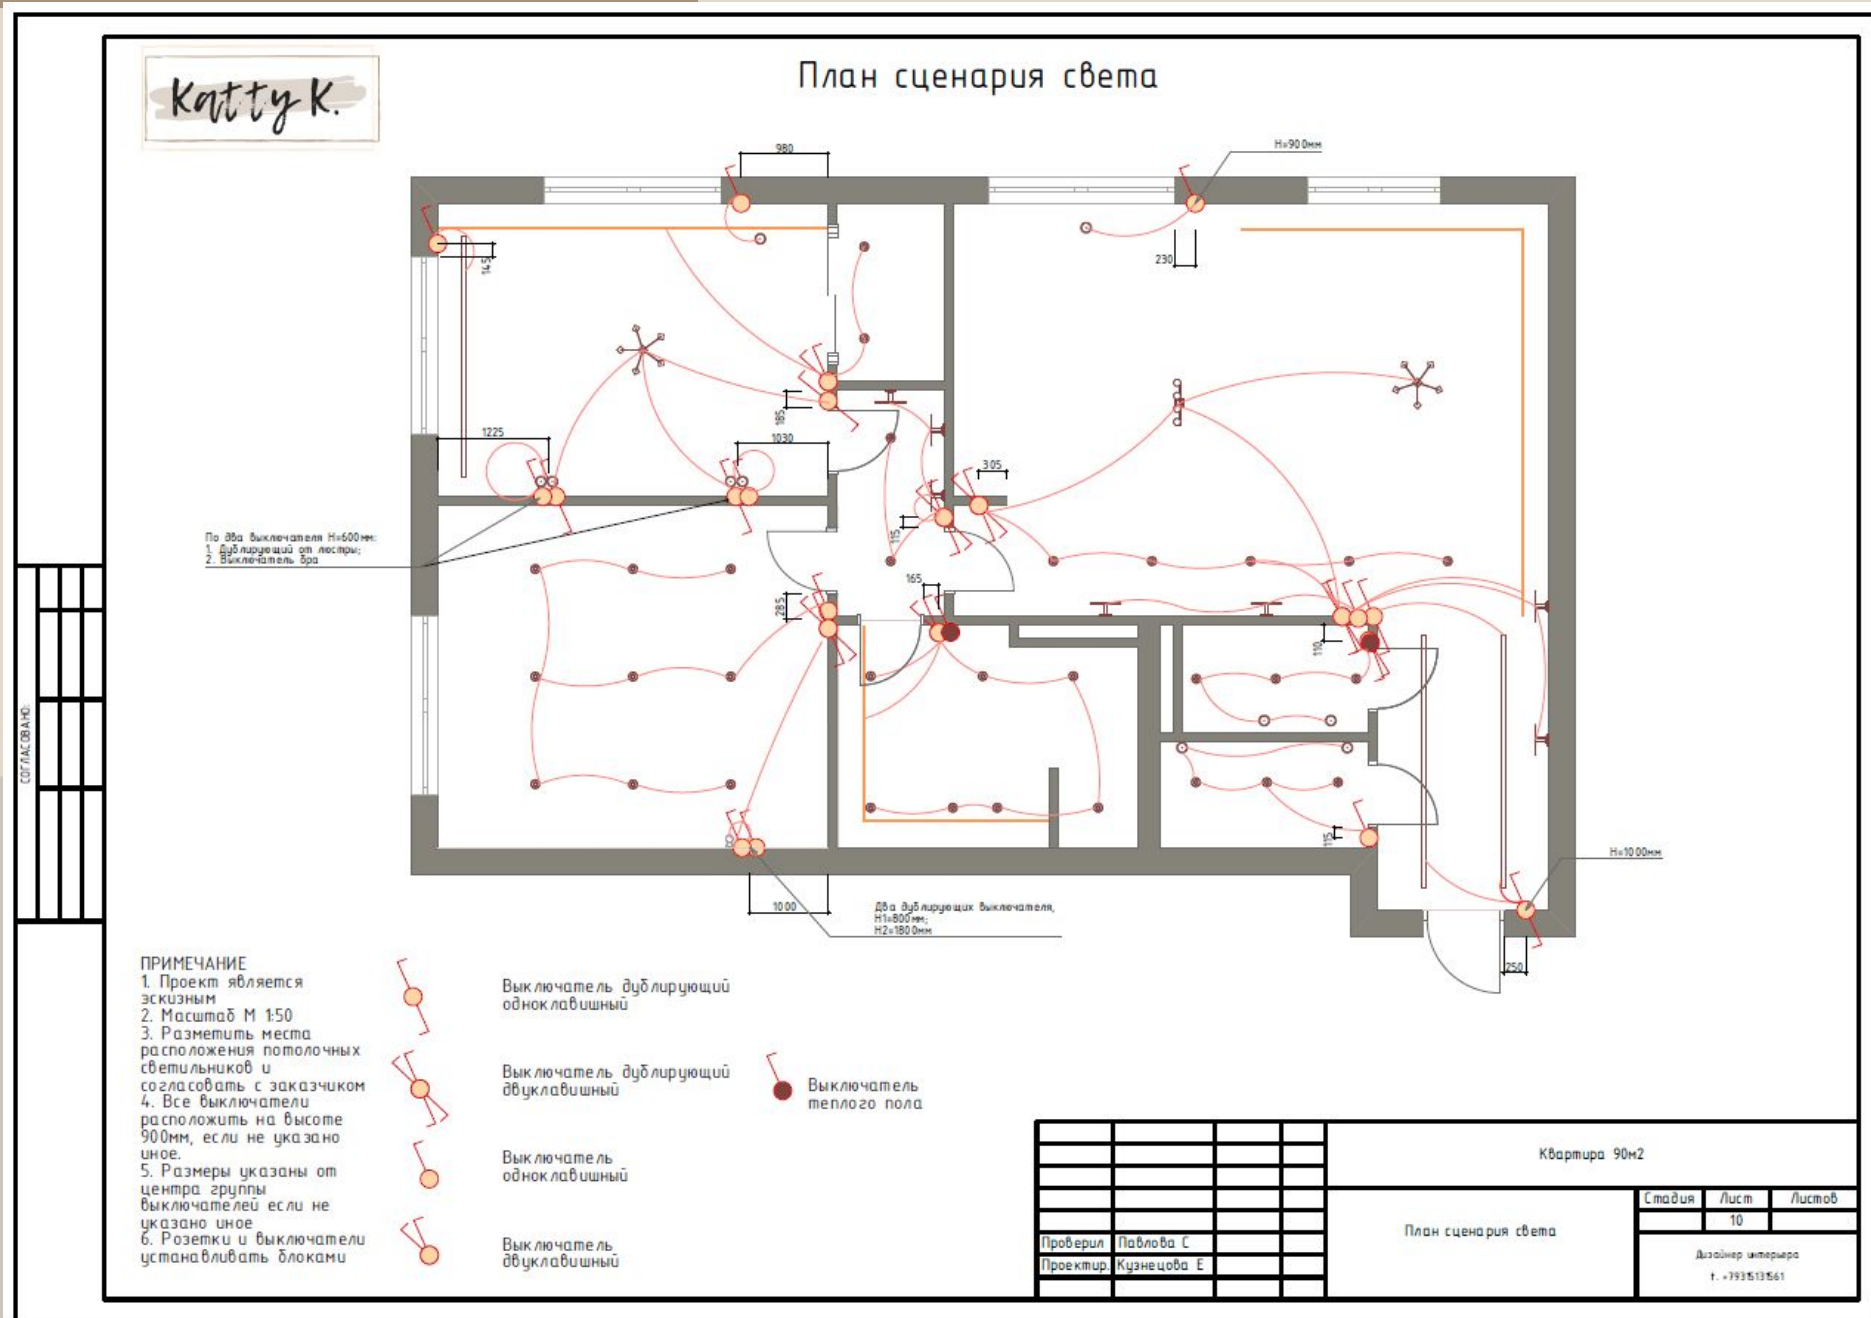 Katty K.
План сценария света
980
H=900мм
145
230
185
1225
1030
305
115
По два выключателя H=600мм:
1. Дублирующий от люстры;
2. Выключатель бра
165
285
110
115
H=1000мм
1000
Два дублирующих выключателя,
H1=800мм;
H2=1800мм
250
СОГЛАСОВАНО:
ПРИМЕЧАНИЕ
1. Проект является
эскизным
2. Масштаб М 1:50
3. Разметить места
расположения потолочных
светильников и
согласовать с заказчиком
4. Все выключатели
расположить на высоте
900мм, если не указано
иное.
5. Размеры указаны от
центра группы
выключателей если не
указано иное
6. Розетки и выключатели
устанавливать блоками
Выключатель дублирующий
одноклавишный
Выключатель дублирующий
двуклавишный
Выключатель
одноклавишный
Выключатель
двуклавишный
Выключатель
теплого пола
Квартира 90м2
Стадия Лист Листов
10
План сценария света
Проверил Павлова С
Проектир. Кузнецова Е
Дизайнер интерьера